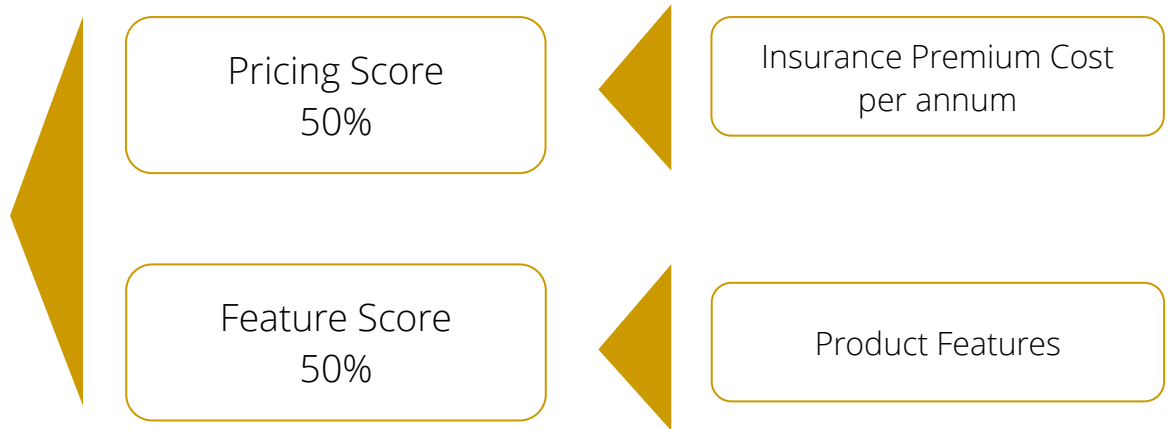 Pricing Score
50%
Insurance Premium Cost
per annum
Feature Score
50%
Product Features